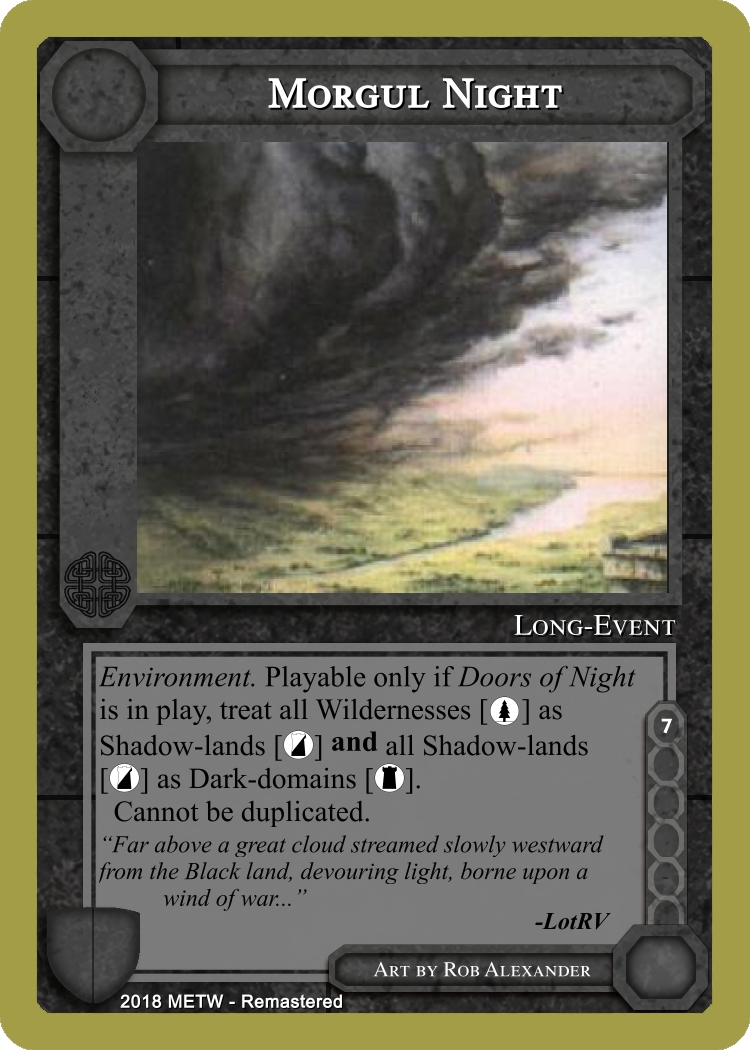 Morgul Night
Long-Event
Environment. Playable only if Doors of Night
is in play, treat all Wildernesses [ ] as
Shadow-lands [ ] and all Shadow-lands
[ ] as Dark-domains [ ].
Cannot be duplicated.
7
“Far above a great cloud streamed slowly westward
from the Black land, devouring light, borne upon a
wind of war...”
-LotRV
Art by Rob Alexander
2018 METW - Remastered